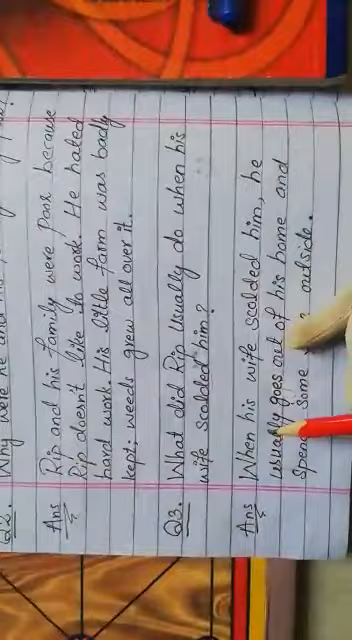 Q2. Why were he and his
Ans Rip and his family were poor because
Rip doesn't like to work. He hated
hard work. His little farm was badly
kept; weeds grew all over it.
Q3. What did Rip usually do when his
wife scolded him?
Ans When his wife scolded him, he
usually goes out of his home and
Spend Some outside.